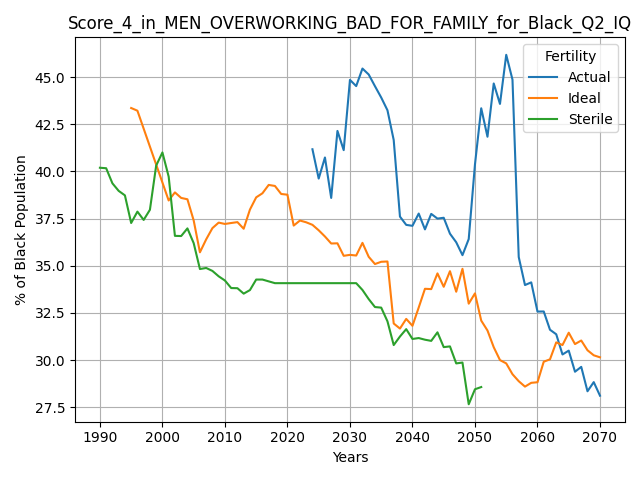 Score_4_in_MEN_OVERWORKING_BAD_FOR_FAMILY_for_Black_Q2_IQ
Fertility
Actual
Ideal
Sterile
% of Black Population
45.0
42.5
40.0
37.5
35.0
32.5
30.0
27.5
1990 2000 2010 2020 2030 2040 2050 2060 2070
Years